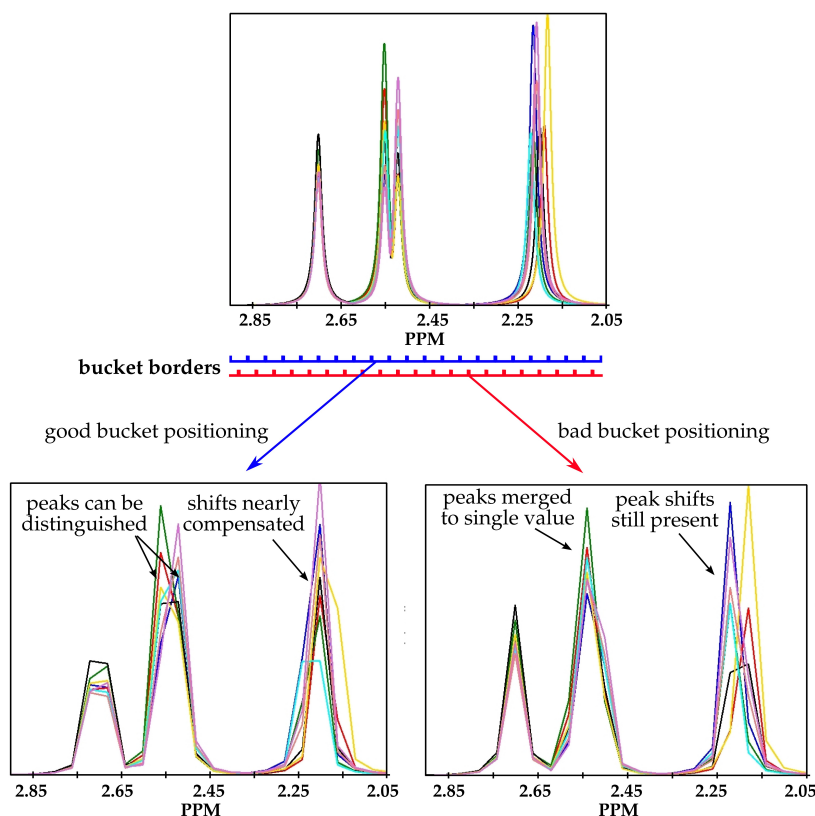 2.85 2.65 2.45 2.25 2.05
PPM
bucket borders
good bucket positioning
bad bucket positioning
peaks can be
distinguished
shifts nearly
compensated
peaks merged
to single value
peak shifts
still present
2.85 2.65 2.45 2.25 2.05
PPM
2.85 2.65 2.45 2.25 2.05
PPM